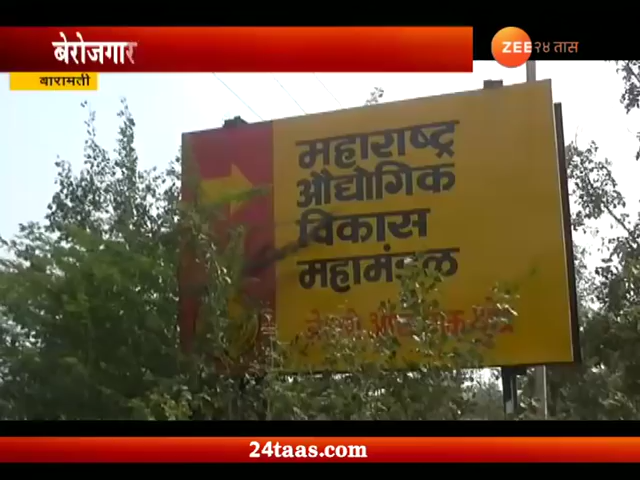 बेरोजगार
ZEE २४ तास
बारामती
महाराष्ट्र
औद्योगिक
विकास
महामंडळ
24taas.com